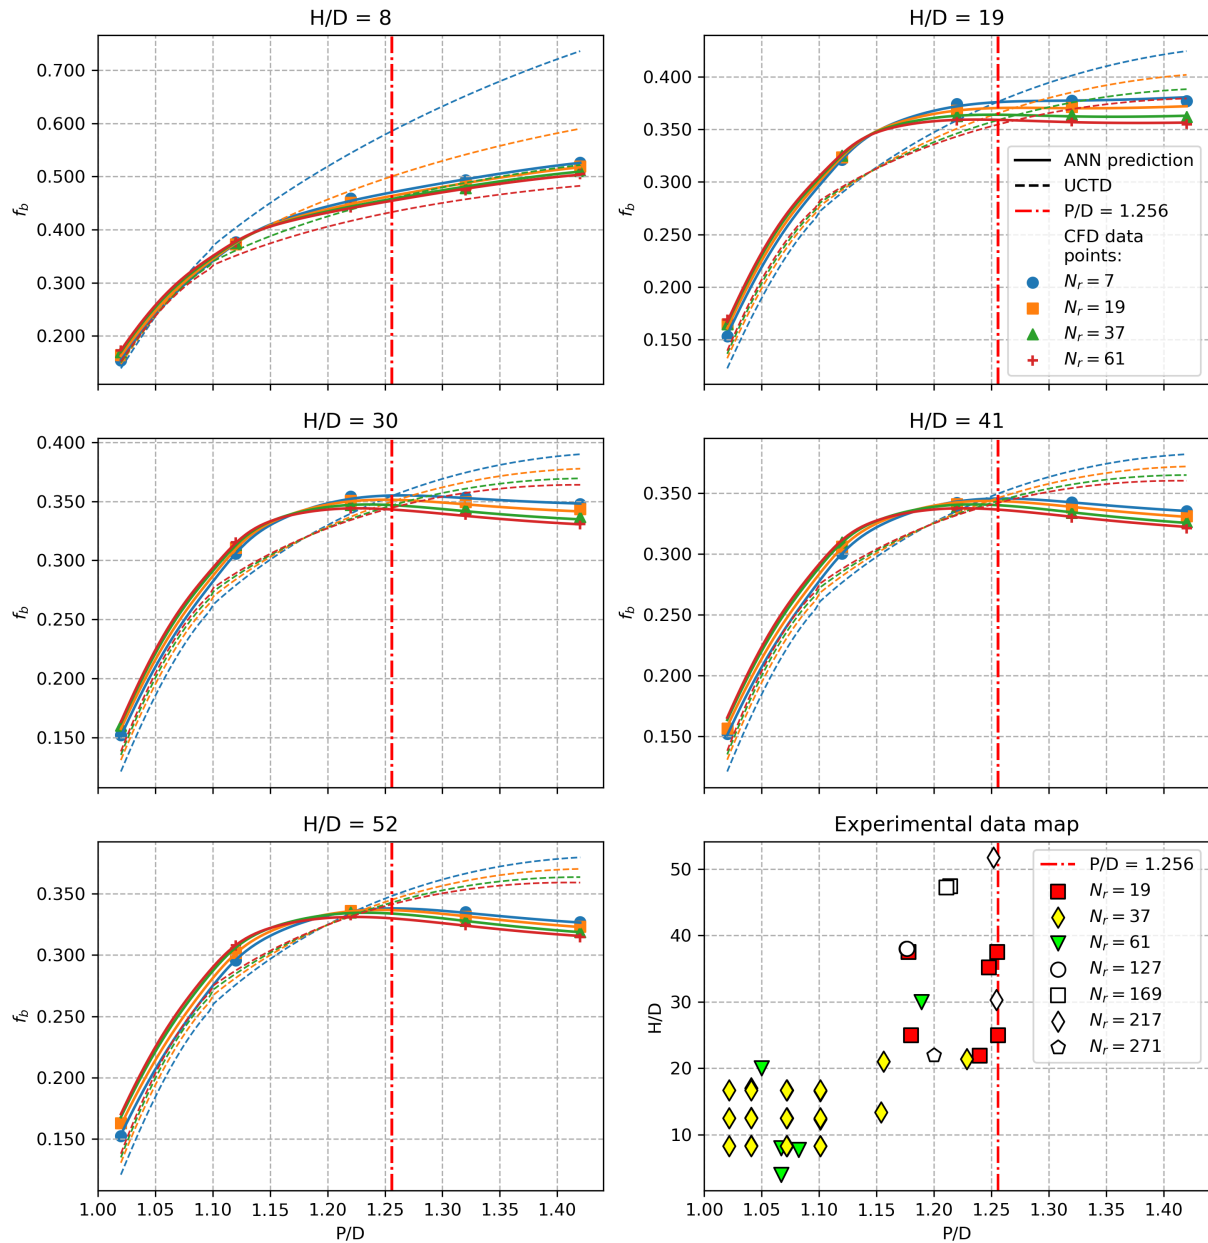 H/D = 8
0.700
0.600
0.500
0.400
0.300
0.200
f_b
H/D = 19
0.400
0.350
0.300
0.250
0.200
0.150
f_b
ANN prediction
UCTD
P/D = 1.256
CFD data
points:
N_r = 7
N_r = 19
N_r = 37
N_r = 61
H/D = 30
0.400
0.350
0.300
0.250
0.200
0.150
f_b
H/D = 41
0.350
0.300
0.250
0.200
0.150
f_b
H/D = 52
0.350
0.300
0.250
0.200
0.150
f_b
1.00 1.05 1.10 1.15 1.20 1.25 1.30 1.35 1.40
P/D
Experimental data map
50
40
30
20
10
H/D
P/D = 1.256
N_r = 19
N_r = 37
N_r = 61
N_r = 127
N_r = 169
N_r = 217
N_r = 271
1.00 1.05 1.10 1.15 1.20 1.25 1.30 1.35 1.40
P/D